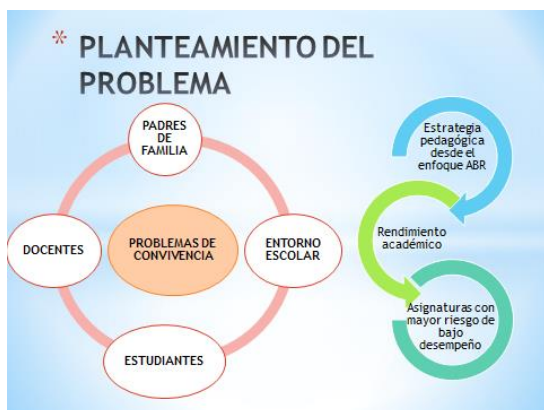 * PLANTEAMIENTO DEL
PROBLEMA
PADRES
DE
FAMILIA
DOCENTES
PROBLEMAS DE
CONVIVENCIA
ENTORNO
ESCOLAR
ESTUDIANTES
Estrategia
pedagógica
desde el
enfoque ABR
Rendimiento
académico
Asignaturas con
mayor riesgo de
bajo
desempeño